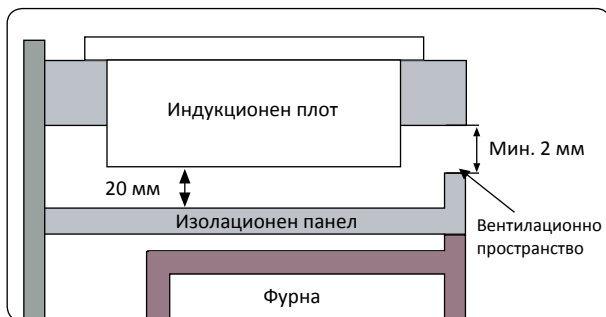 Индукционен плот
Мин. 2 мм
20 мм
Изолационен панел
Вентилационно
пространство
Фурна